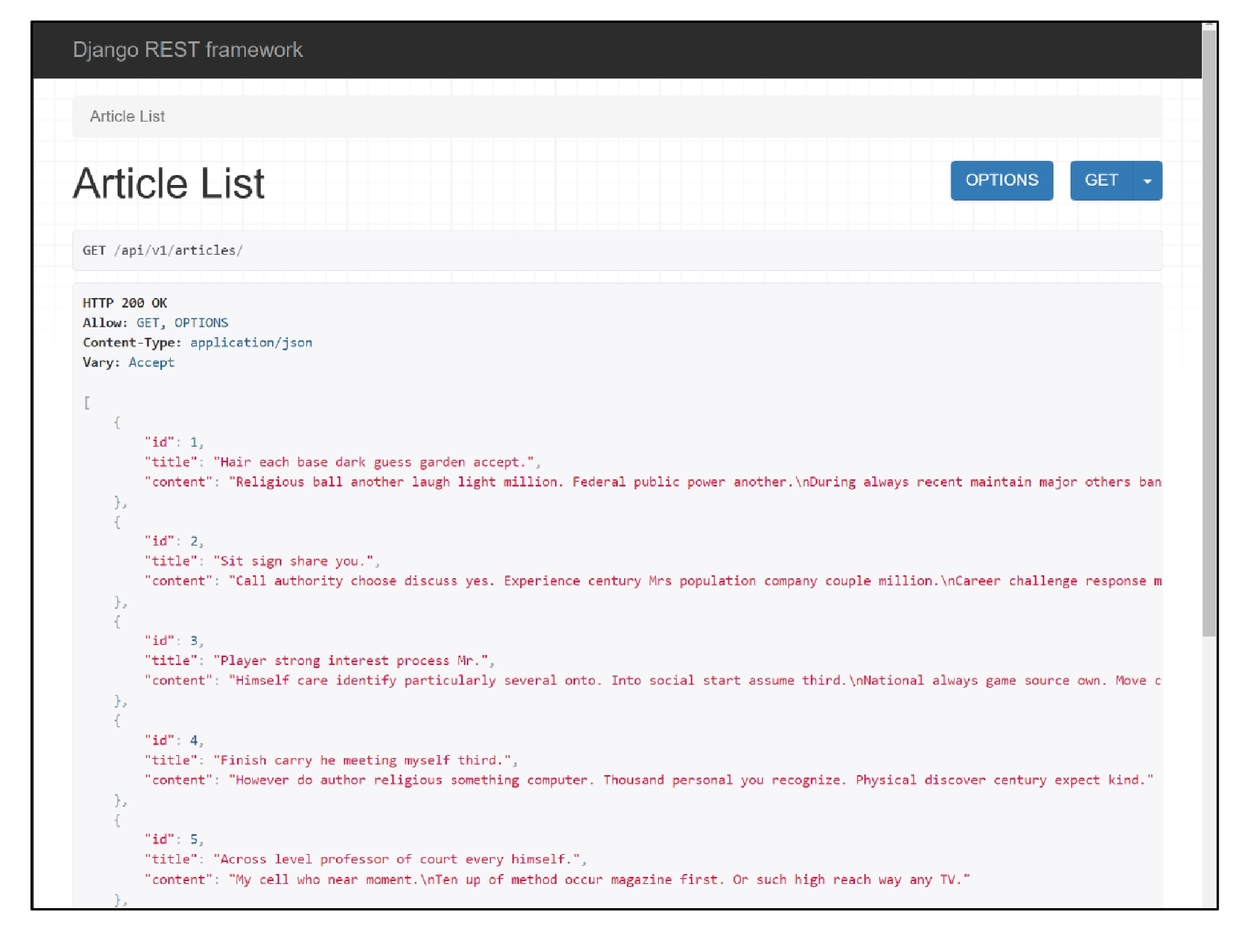 Django REST framework
Article List
Article List
OPTIONS
GET
GET /api/v1/articles/
HTTP 200 OK
Allow: GET, OPTIONS
Content-Type: application/json
Vary: Accept
[
{
"id": 1,
"title": "Hair each base dark guess garden accept.",
"content": "Religious ball another laugh light million. Federal public power another.\nDuring always recent maintain major others ban
},
{
"id": 2,
"title": "Sit sign share you.",
"content": "Call authority choose discuss yes. Experience century Mrs population company couple million.\nCareer challenge response m
},
{
"id": 3,
"title": "Player strong interest process Mr.",
"content": "Himself care identify particularly several onto. Into social start assume third.\nNational always game source own. Move c
},
{
"id": 4,
"title": "Finish carry he meeting myself third.",
"content": "However do author religious something computer. Thousand personal you recognize. Physical discover century expect kind."
},
{
"id": 5,
"title": "Across level professor of court every himself.",
"content": "My cell who near moment.\nTen up of method occur magazine first. Or such high reach way any TV."
},